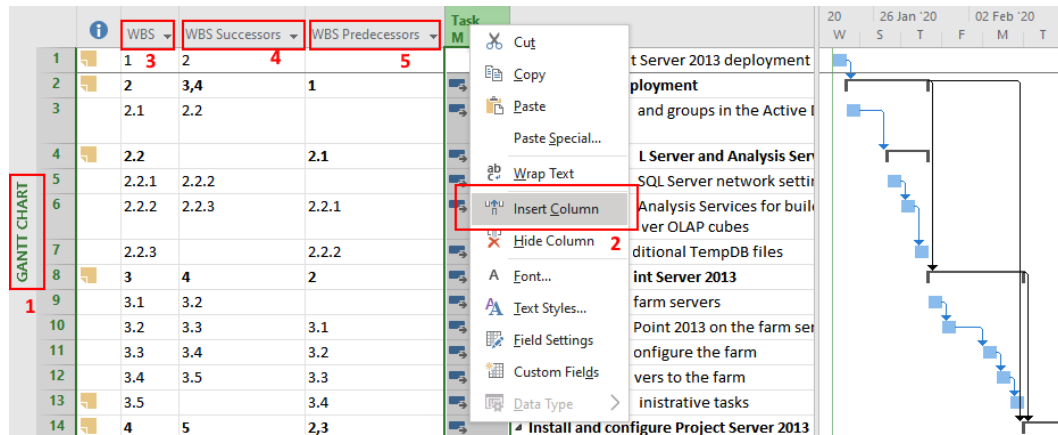 20 26 Jan '20 02 Feb '20
W S T F M T
WBS WBS Successors WBS Predecessors Task
M
3 4 5
1 1 2 t Server 2013 deployment
2 2 3,4 1 ployment
3 2.1 2.2 and groups in the Active
4 2.2 2.1 L Server and Analysis Serv
5 2.2.1 2.2.2 SQL Server network settin
6 2.2.2 2.2.3 2.2.1 Analysis Services for build
ver OLAP cubes
7 2.2.3 2.2.2 ditional TempDB files
8 3 4 2 int Server 2013
9 3.1 3.2 farm servers
10 3.2 3.3 3.1 Point 2013 on the farm ser
11 3.3 3.4 3.2 onfigure the farm
12 3.4 3.5 3.3 vers to the farm
13 3.5 3.4 inistrative tasks
14 4 5 2,3 Install and configure Project Server 2013
GANTT CHART
1
Cut
Copy
Paste
Paste Special...
Wrap Text
Insert Column
Hide Column 2
Font...
Text Styles...
Field Settings
Custom Fields
Data Type